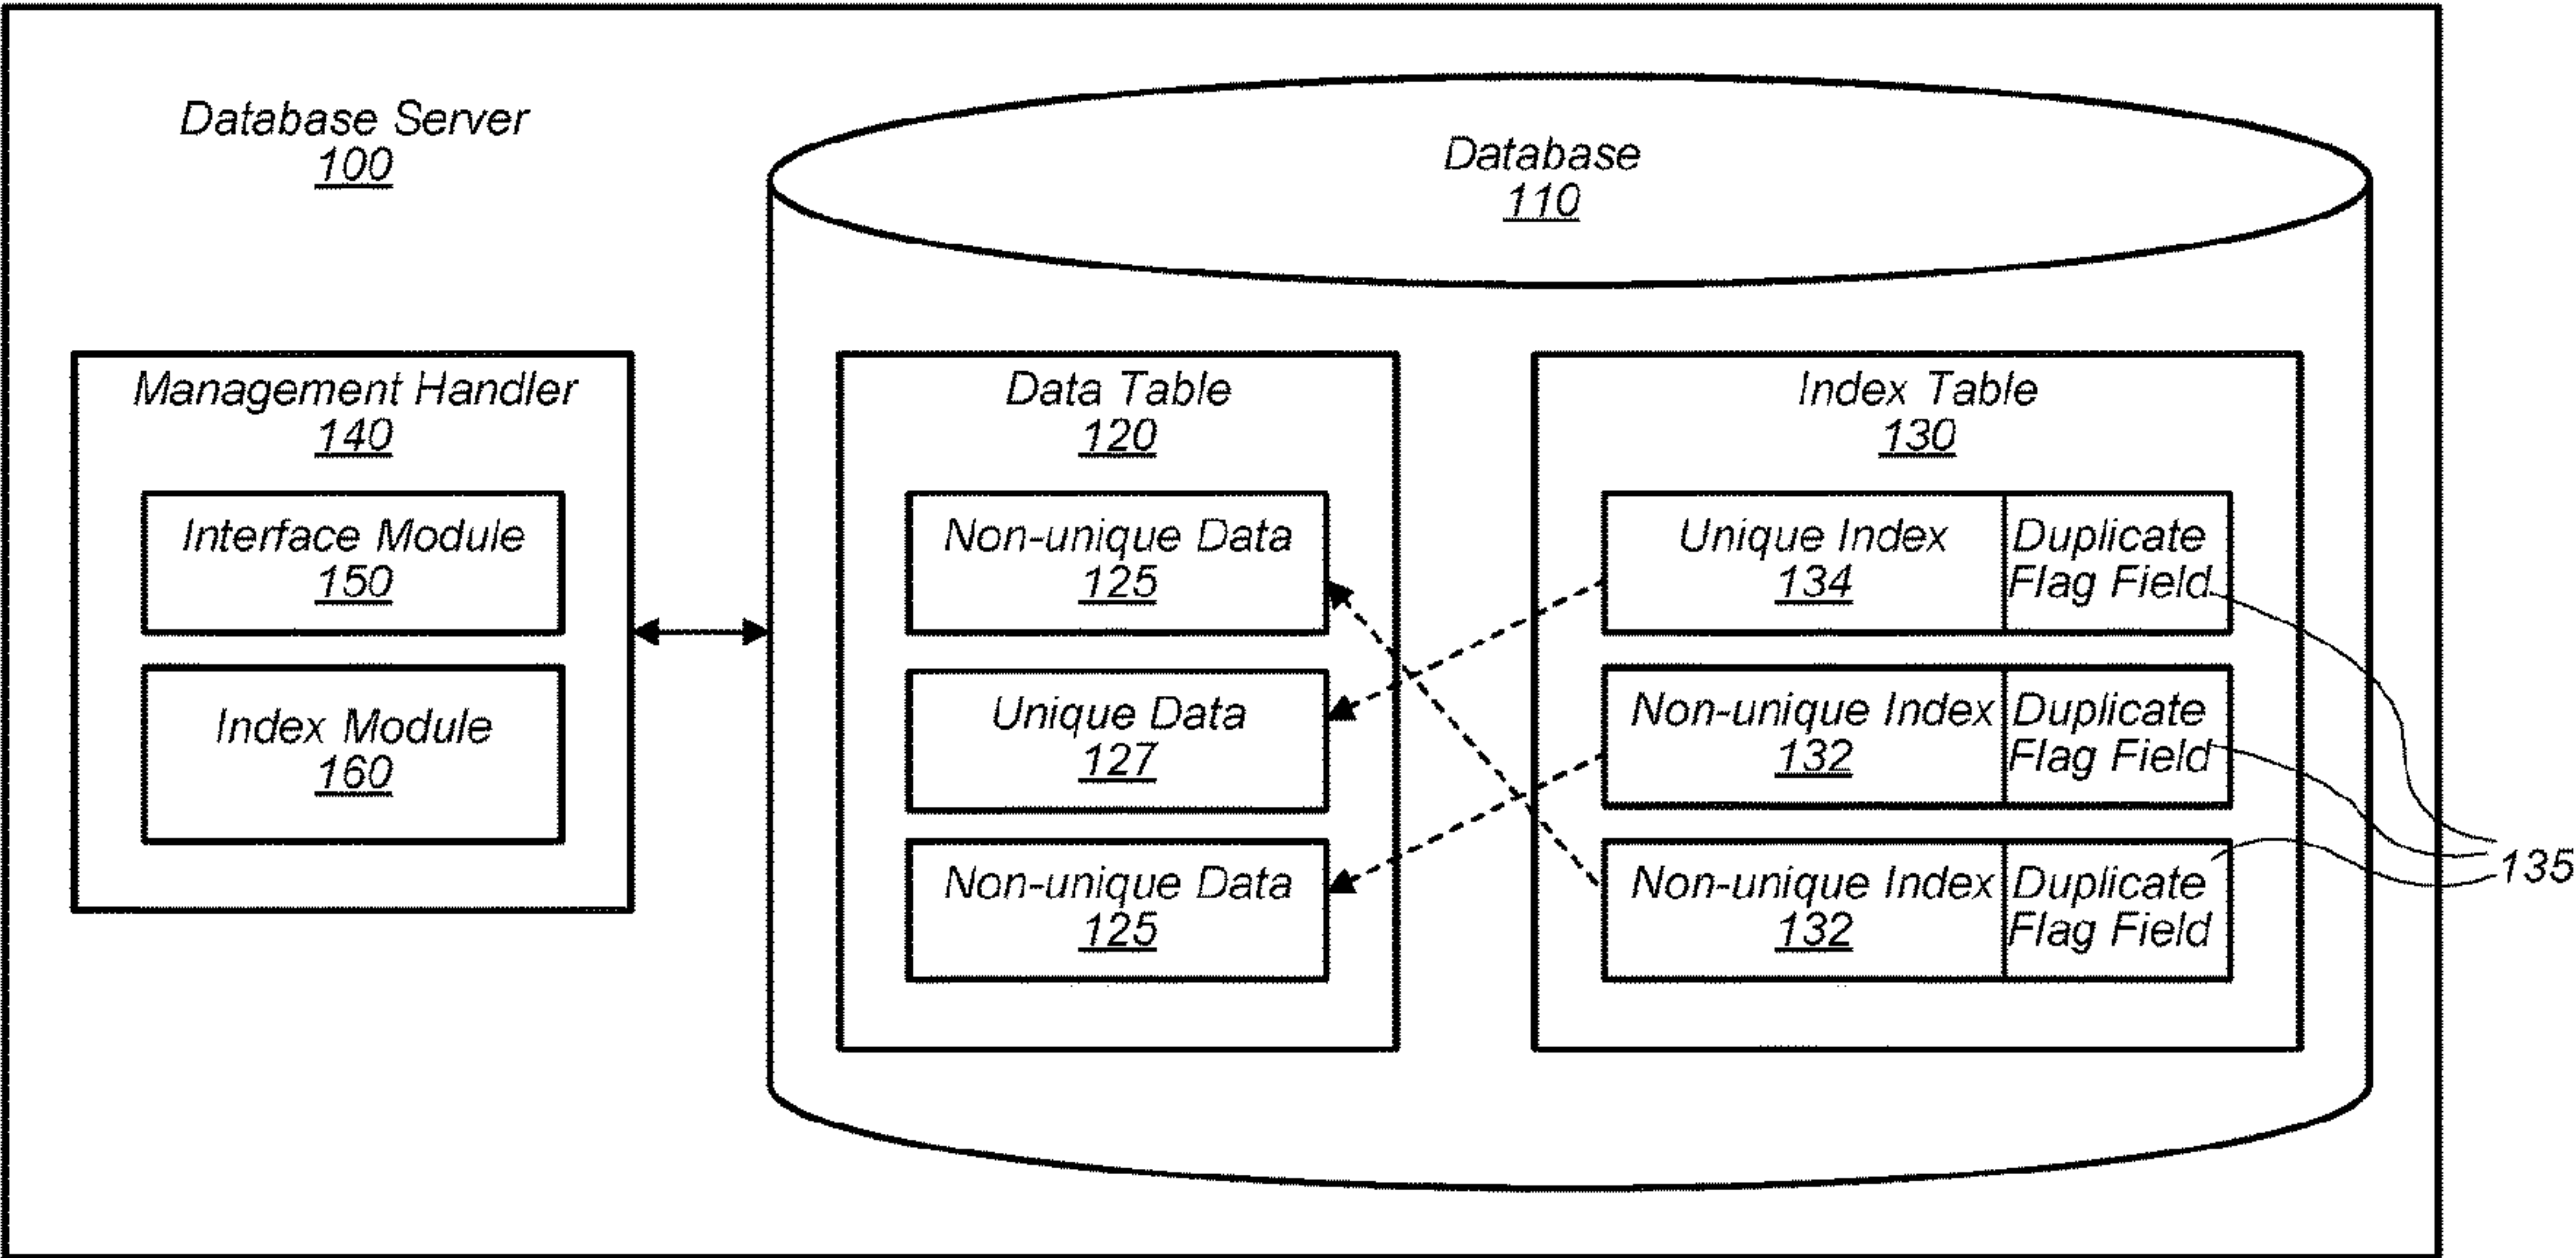 Database Server
100
Database
110
Management Handler
140
Interface Module
150
Index Module
160
Data Table
120
Non-unique Data
125
Unique Data
127
Non-unique Data
125
Index Table
130
Unique Index
134
Duplicate
Flag Field
Non-unique Index
132
Duplicate
Flag Field
Non-unique Index
132
Duplicate
Flag Field
135